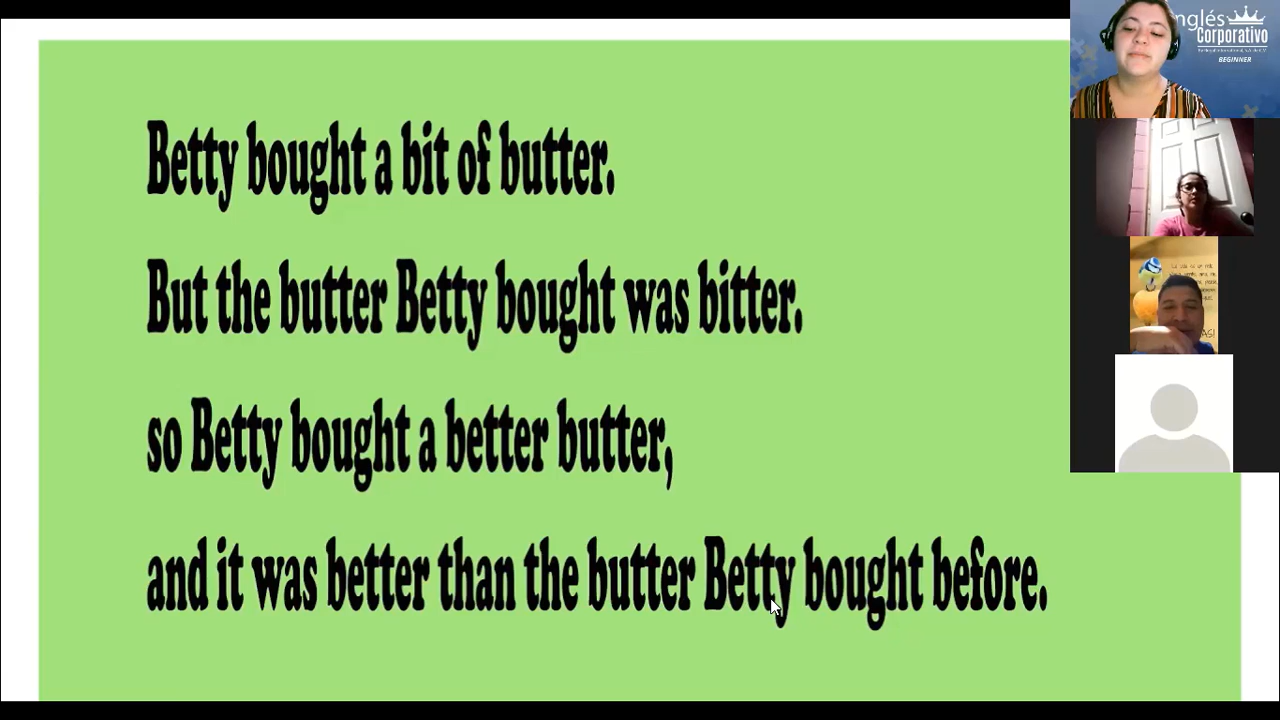 Betty bought a bit of butter.
But the butter Betty bought was bitter.
so Betty bought a better butter,
and it was better than the butter Betty bought before.
nglés
Corporativo
BEGINNER